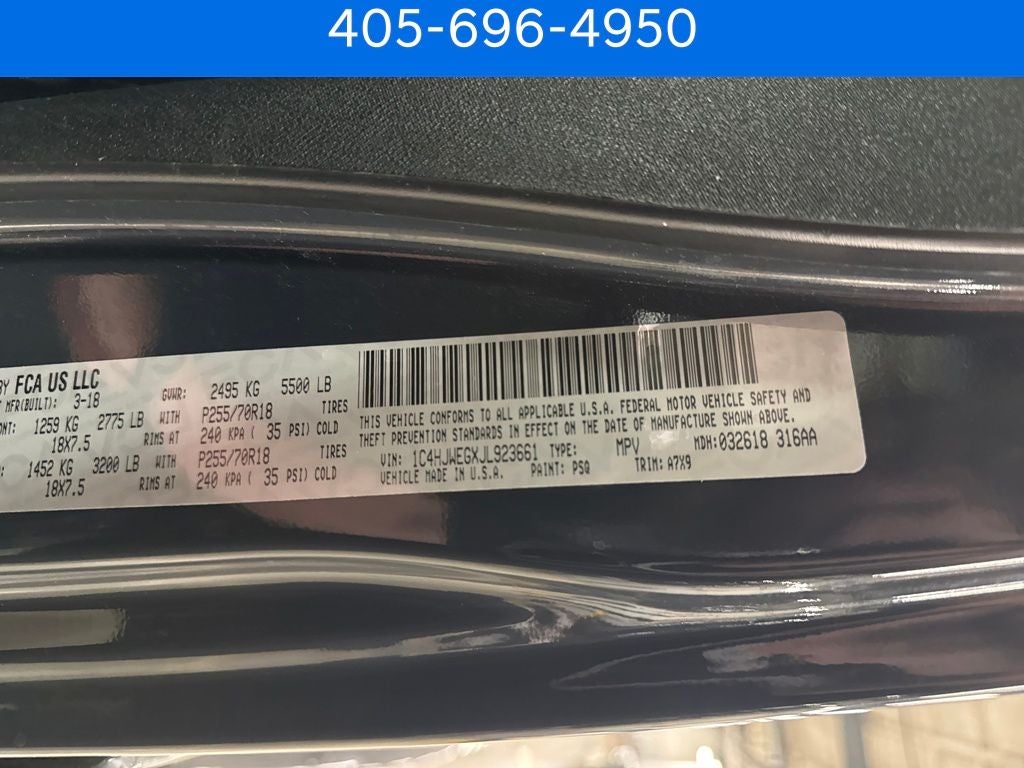 405-696-4950
BY FCA US LLC
MFR(BUILT): 3-18 GVWR: 2495 KG 5500 LB
1259 KG 2775 LB WITH P255/70R18 TIRES
18X7.5 RIMS AT 240 KPA ( 35 PSI) COLD
1452 KG 3200 LB WITH P255/70R18 TIRES
18X7.5 RIMS AT 240 KPA ( 35 PSI) COLD
THIS VEHICLE CONFORMS TO ALL APPLICABLE U.S.A. FEDERAL MOTOR VEHICLE SAFETY AND
THEFT PREVENTION STANDARDS IN EFFECT ON THE DATE OF MANUFACTURE SHOWN ABOVE.
VIN: 1C4HJWEGXJL923661 TYPE: MPV MDH:032618 316AA
VEHICLE MADE IN U.S.A. PAINT: PSQ TRIM: A7X9